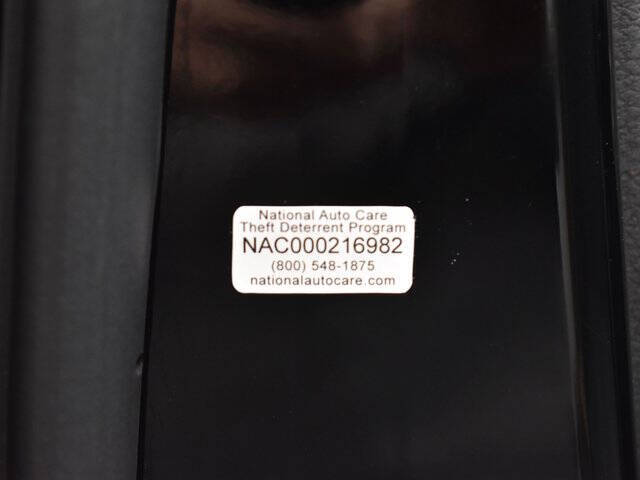 National Auto Care
Theft Deterrent Program
NAC000216982
(800) 548-1875
nationalautocare.com